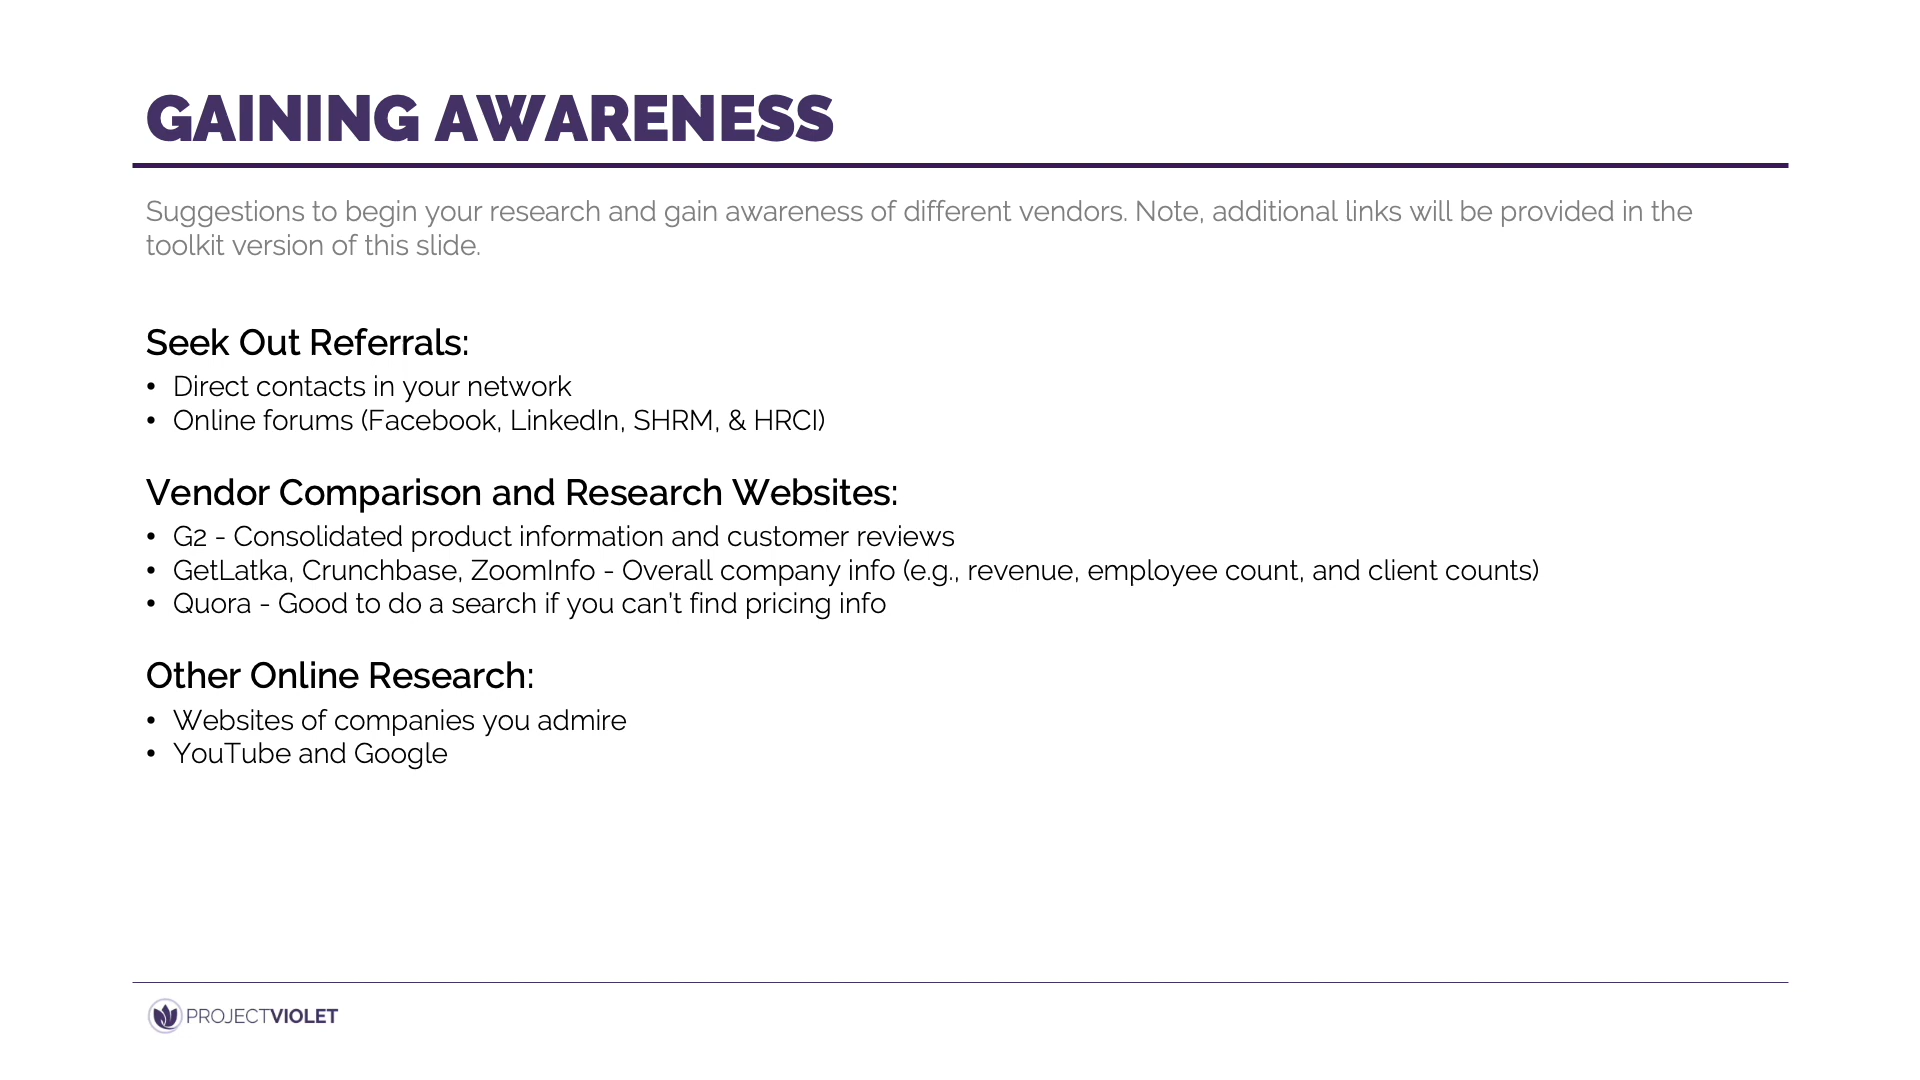 GAINING AWARENESS
Suggestions to begin your research and gain awareness of different vendors. Note, additional links will be provided in the
toolkit version of this slide.
Seek Out Referrals:
• Direct contacts in your network
• Online forums (Facebook, LinkedIn, SHRM, & HRCI)
Vendor Comparison and Research Websites:
• G2 - Consolidated product information and customer reviews
• GetLatka, Crunchbase, ZoomInfo - Overall company info (e.g., revenue, employee count, and client counts)
• Quora - Good to do a search if you can’t find pricing info
Other Online Research:
• Websites of companies you admire
• YouTube and Google
PROJECTVIOLET